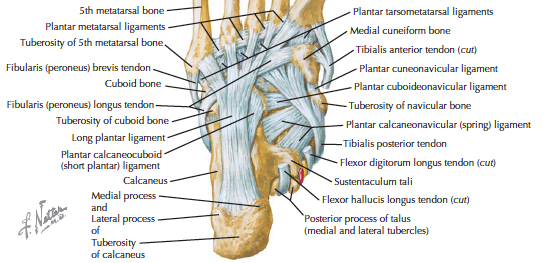 5th metatarsal bone
Plantar metatarsal ligaments
Tuberosity of 5th metatarsal bone
Fibularis (peroneus) brevis tendon
Cuboid bone
Fibularis (peroneus) longus tendon
Tuberosity of cuboid bone
Long plantar ligament
Plantar calcaneocuboid
(short plantar) ligament
Calcaneus
Medial process
and
Lateral process
of
Tuberosity
of calcaneus
Plantar tarsometatarsal ligaments
Medial cuneiform bone
Tibialis anterior tendon (cut)
Plantar cuneonavicular ligament
Plantar cuboideonavicular ligament
Tuberosity of navicular bone
Plantar calcaneonavicular (spring) ligament
Tibialis posterior tendon
Flexor digitorum longus tendon (cut)
Sustentaculum tali
Flexor hallucis longus tendon (cut)
Posterior process of talus
(medial and lateral tubercles)
F. Netter
M.D.